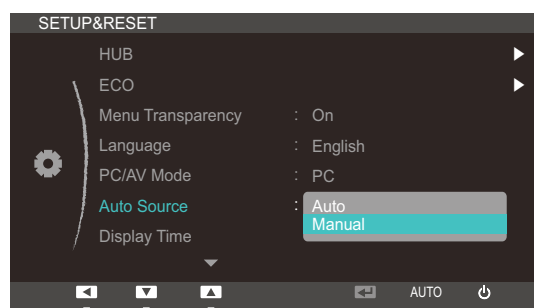 SETUP&RESET
HUB
ECO
Menu Transparency : On
Language : English
PC/AV Mode : PC
Auto Source : Auto
Manual
Display Time
AUTO